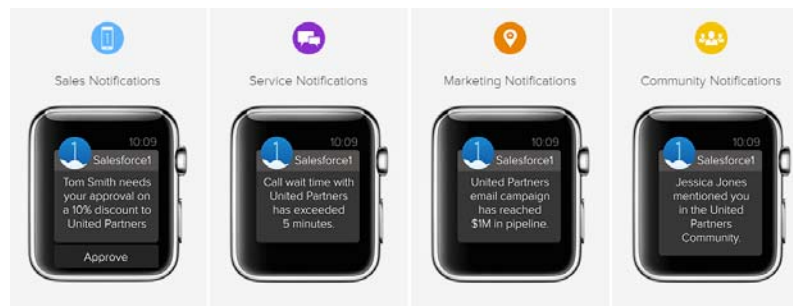 Sales Notifications
10:09
Salesforce1
Tom Smith needs
your approval on
a 10% discount to
United Partners
Approve
Service Notifications
10:09
Salesforce1
Call wait time with
United Partners
has exceeded
5 minutes.
Marketing Notifications
10:09
Salesforce1
United Partners
email campaign
has reached
$1M in pipeline.
Community Notifications
10:09
Salesforce1
Jessica Jones
mentioned you
in the United
Partners
Community.